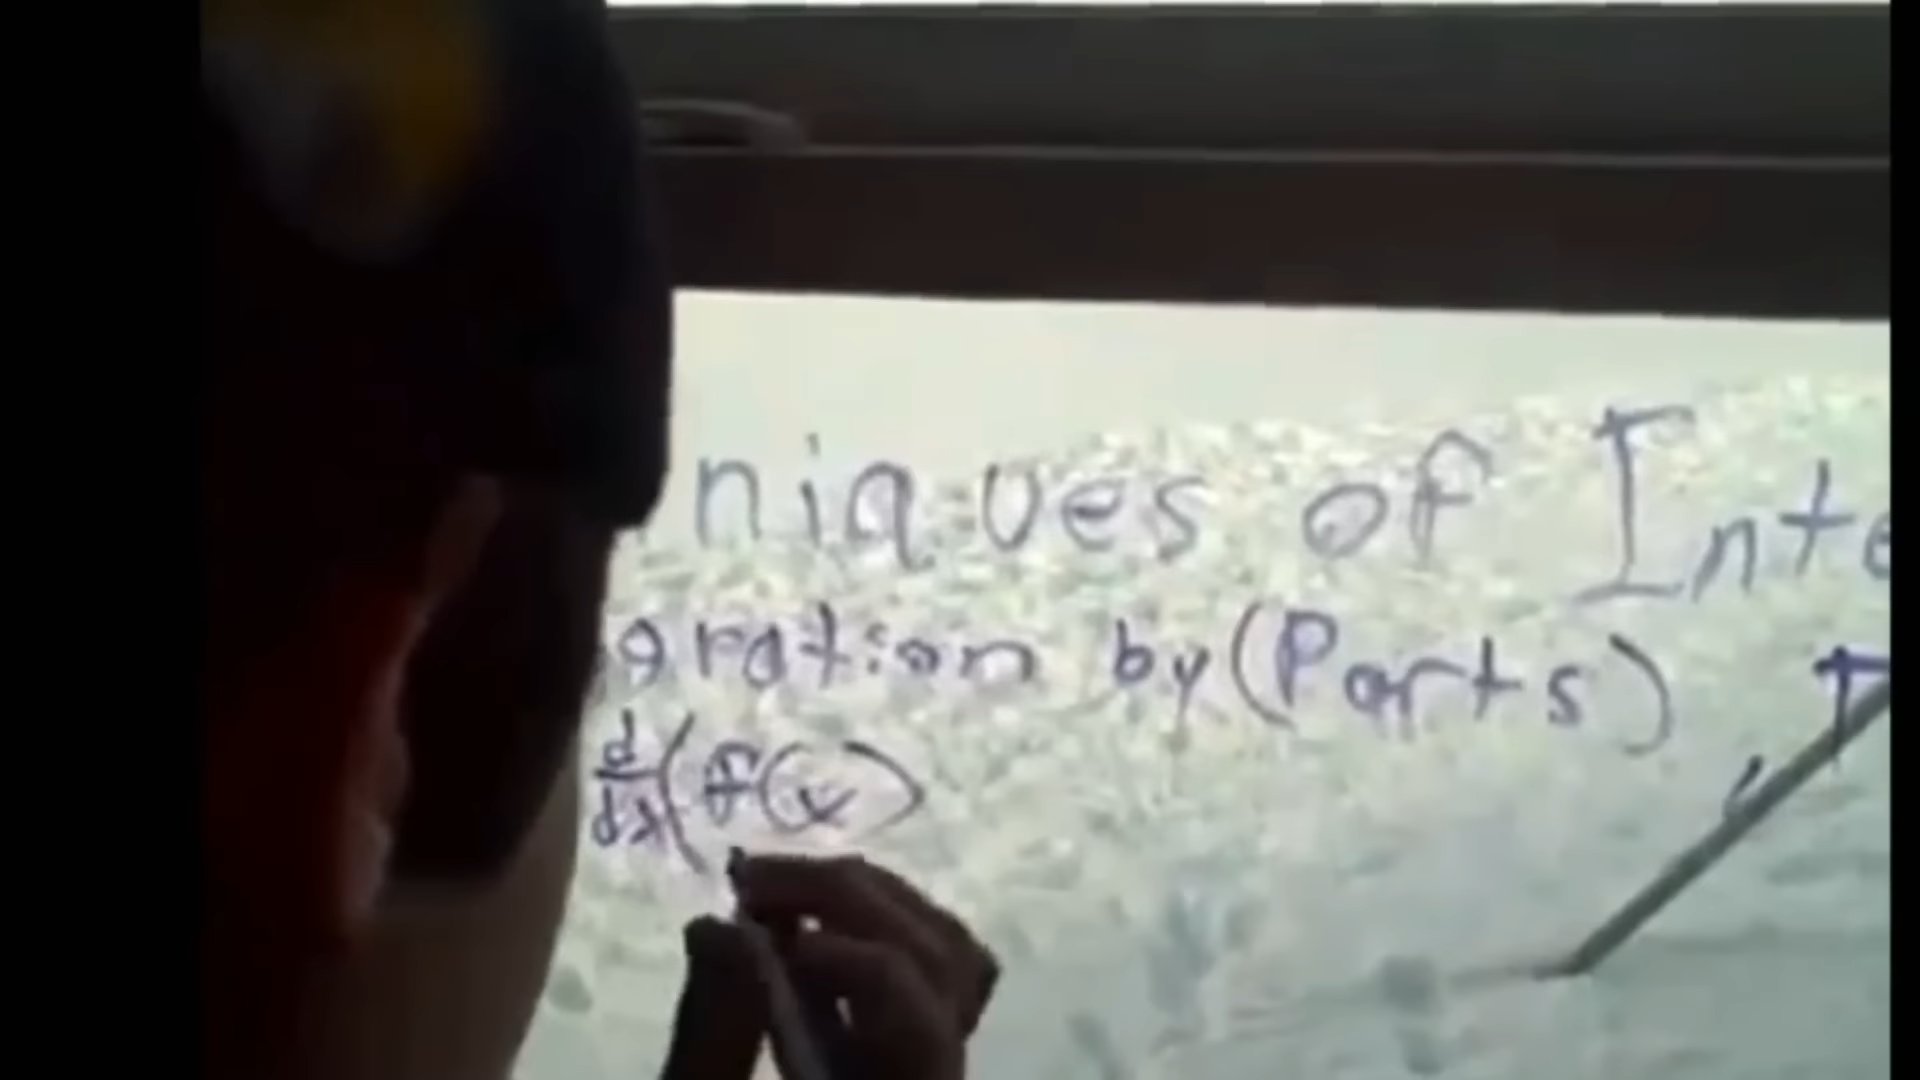 niques of Inte
gration by (Parts)
d/dx (f(x)